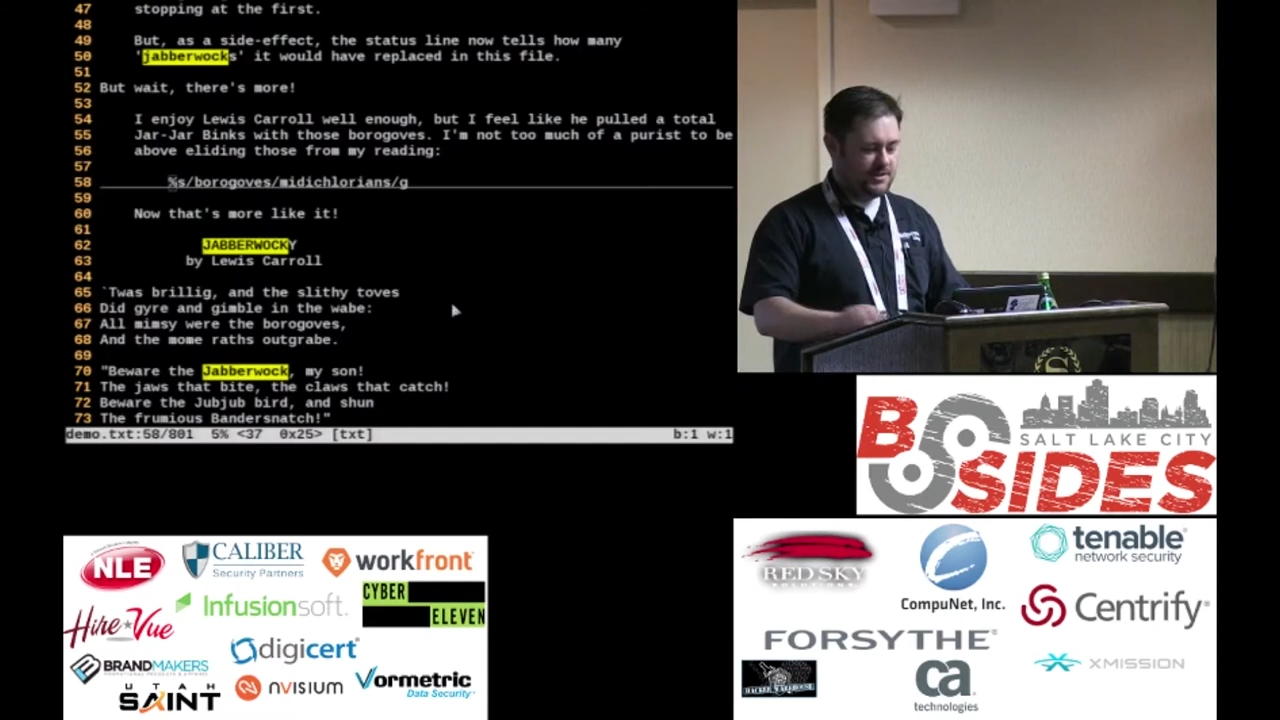 47 stopping at the first.
48
49 But, as a side-effect, the status line now tells how many
50 'jabberwocks' it would have replaced in this file.
51
52 But wait, there's more!
53
54 I enjoy Lewis Carroll well enough, but I feel like he pulled a total
55 Jar-Jar Binks with those borogoves. I'm not too much of a purist to be
56 above eliding those from my reading:
57
58 %s/borogoves/midichlorians/g
59
60 Now that's more like it!
61
62 JABBERWOCKY
63 by Lewis Carroll
64
65 `Twas brillig, and the slithy toves
66 Did gyre and gimble in the wabe:
67 All mimsy were the borogoves,
68 And the mome raths outgrabe.
69
70 "Beware the Jabberwock, my son!
71 The jaws that bite, the claws that catch!
72 Beware the Jubjub bird, and shun
73 The frumious Bandersnatch!"
demo.txt:58/801 5% <37 0x25> [txt] b:1 w:1
BSIDES
SALT LAKE CITY
NLE
CALIBER
Security Partners
workfront
HireVue
Infusionsoft.
CYBER
ELEVEN
digicert
BRANDMAKERS
UTAH
SAINT
nVISIUM
Vormetric
Data Security
RED SKY
SOLUTIONS
CompuNet, Inc.
tenable
network security
Centrify
FORSYTHE
HACKER WAREHOUSE
ca
technologies
XMISSION
S